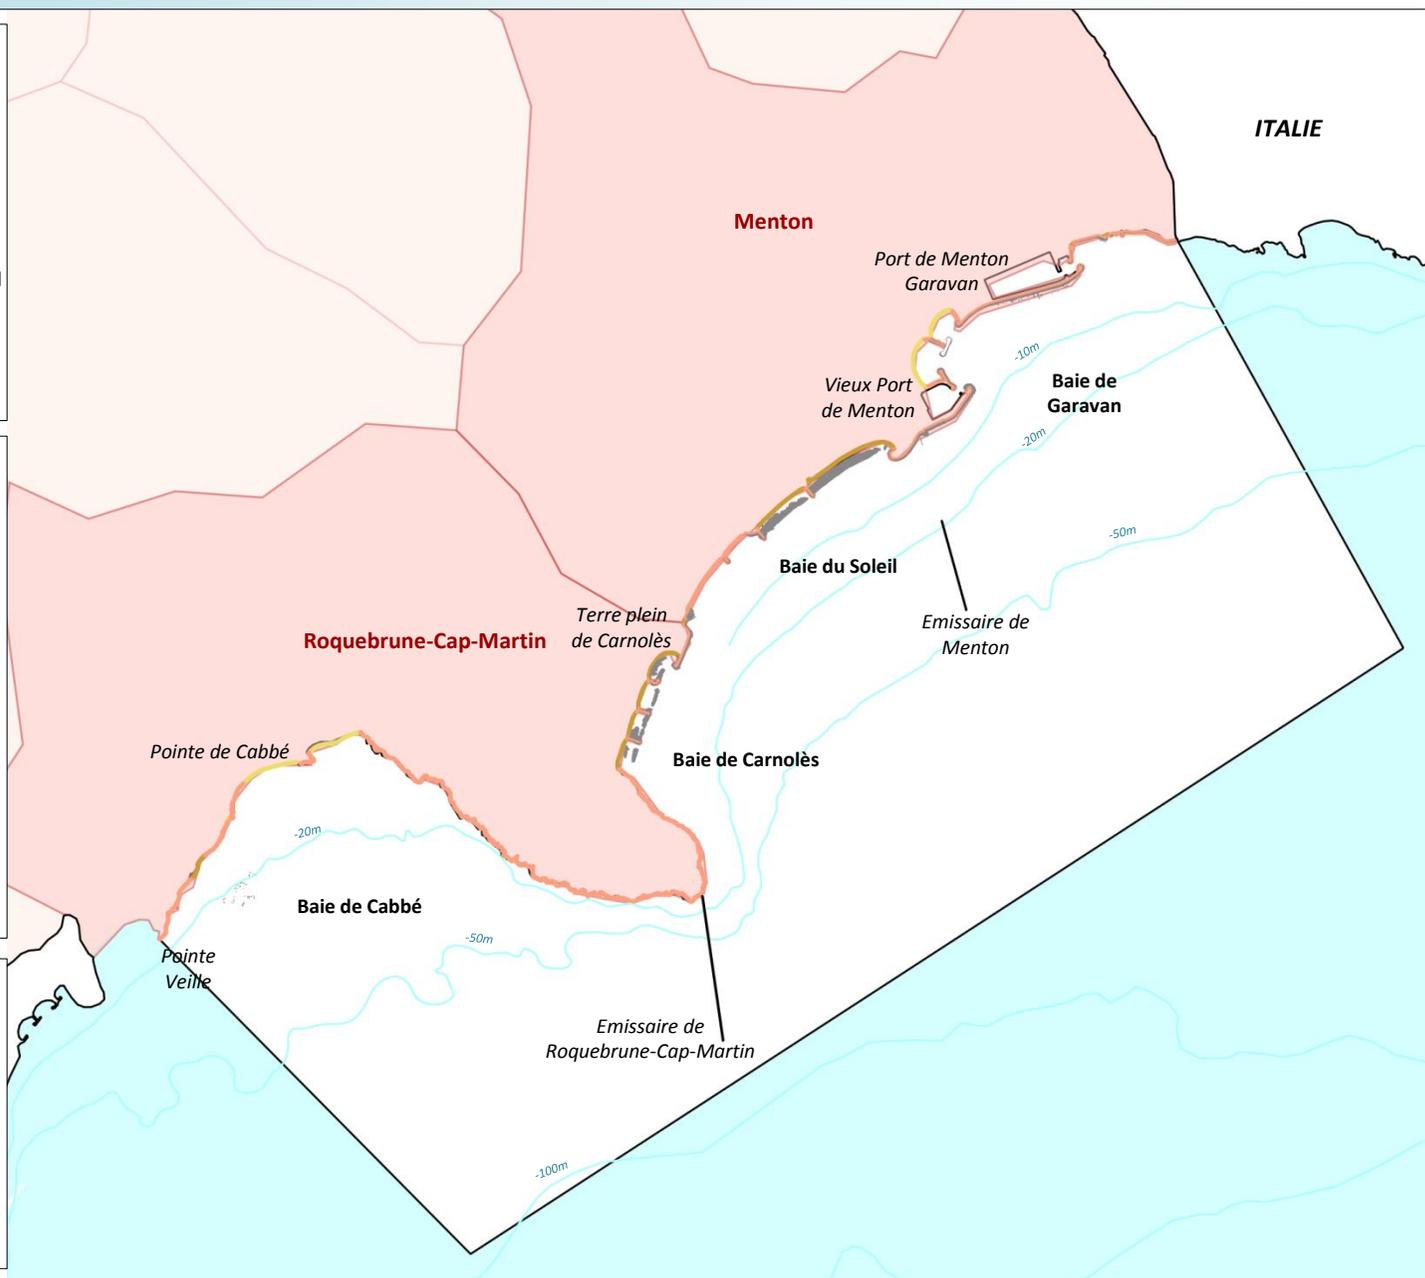 ITALIE
Menton
Port de Menton
Garavan
-10m
Baie de
Garavan
Vieux Port
de Menton
-20m
-50m
Baie du Soleil
Terre plein
de Carnolès
Emissaire de
Menton
Roquebrune-Cap-Martin
Pointe de Cabbé
Baie de Carnolès
-20m
Baie de Cabbé
-50m
Pointe
Veille
Emissaire de
Roquebrune-Cap-Martin
-100m